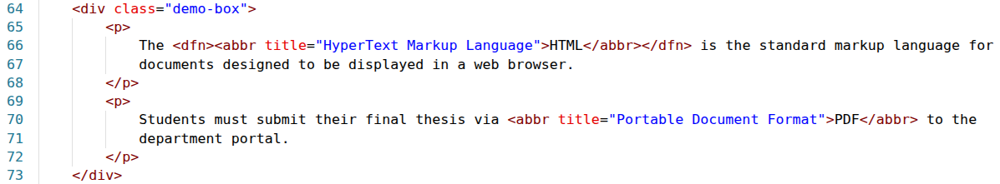 64 <div class="demo-box">
65 <p>
66 The <dfn><abbr title="HyperText Markup Language">HTML</abbr></dfn> is the standard markup language for
67 documents designed to be displayed in a web browser.
68 </p>
69 <p>
70 Students must submit their final thesis via <abbr title="Portable Document Format">PDF</abbr> to the
71 department portal.
72 </p>
73 </div>